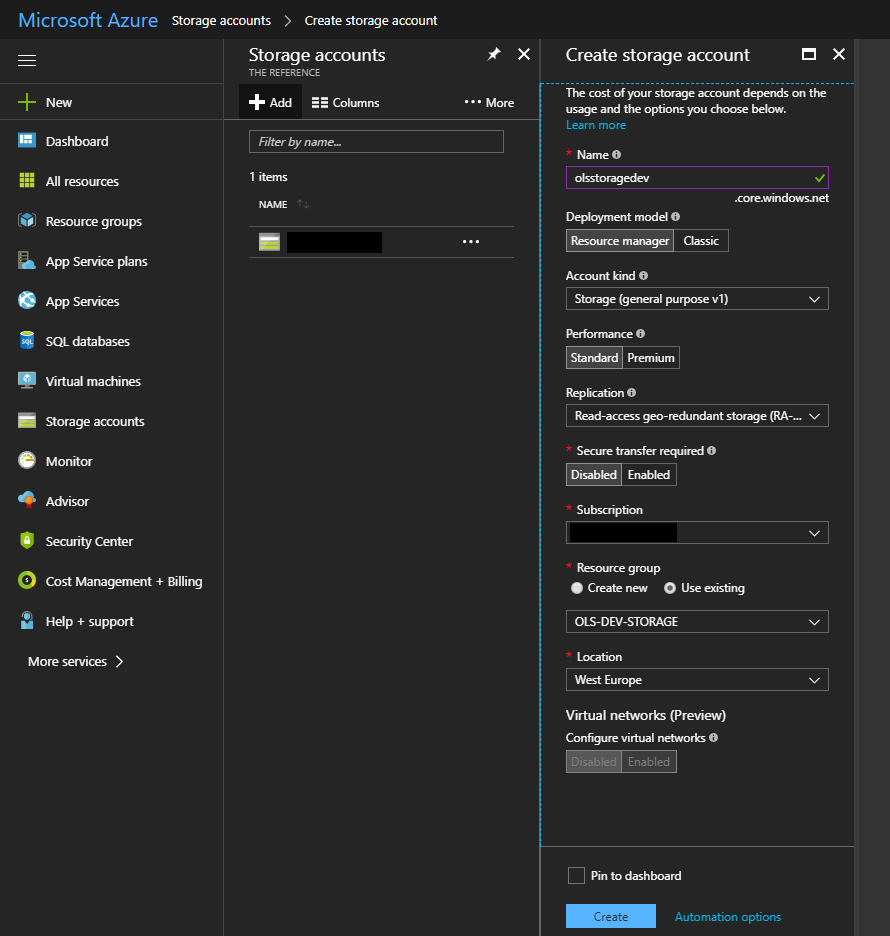 Microsoft Azure Storage accounts > Create storage account
New
Dashboard
All resources
Resource groups
App Service plans
App Services
SQL databases
Virtual machines
Storage accounts
Monitor
Advisor
Security Center
Cost Management + Billing
Help + support
More services >
Storage accounts
THE REFERENCE
Add Columns ••• More
Filter by name...
1 items
NAME
•••
Create storage account
The cost of your storage account depends on the
usage and the options you choose below.
Learn more
* Name
olsstoragedev
.core.windows.net
Deployment model
Resource manager Classic
Account kind
Storage (general purpose v1)
Performance
Standard Premium
Replication
Read-access geo-redundant storage (RA-...
* Secure transfer required
Disabled Enabled
* Subscription
* Resource group
Create new Use existing
OLS-DEV-STORAGE
* Location
West Europe
Virtual networks (Preview)
Configure virtual networks
Disabled Enabled
Pin to dashboard
Create Automation options